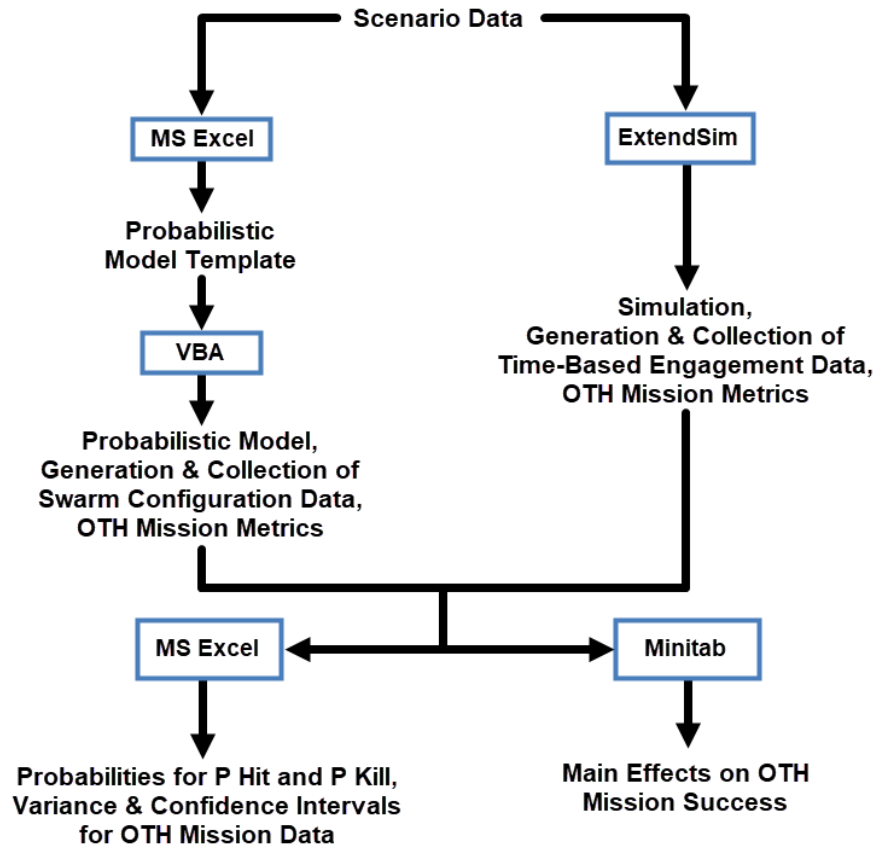 Scenario Data
MS Excel
ExtendSim
Probabilistic
Model Template
VBA
Simulation,
Generation & Collection of
Time-Based Engagement Data,
OTH Mission Metrics
Probabilistic Model,
Generation & Collection of
Swarm Configuration Data,
OTH Mission Metrics
MS Excel
Minitab
Probabilities for P Hit and P Kill,
Variance & Confidence Intervals
for OTH Mission Data
Main Effects on OTH
Mission Success